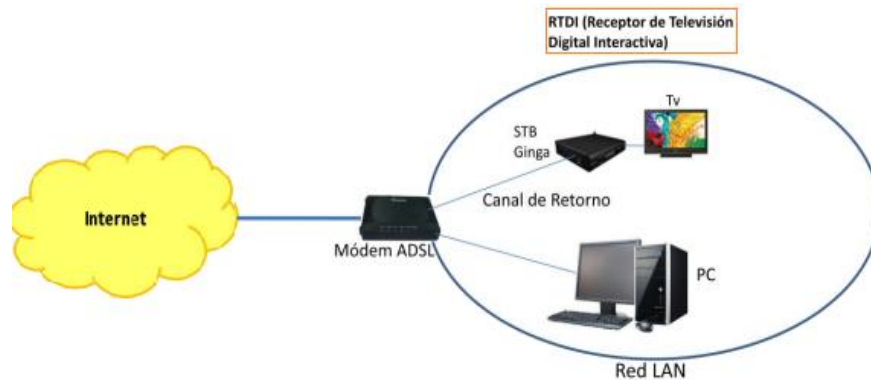 RTDI (Receptor de Televisión
Digital Interactiva)
Tv
STB
Ginga
Canal de Retorno
Internet
Módem ADSL
PC
Red LAN